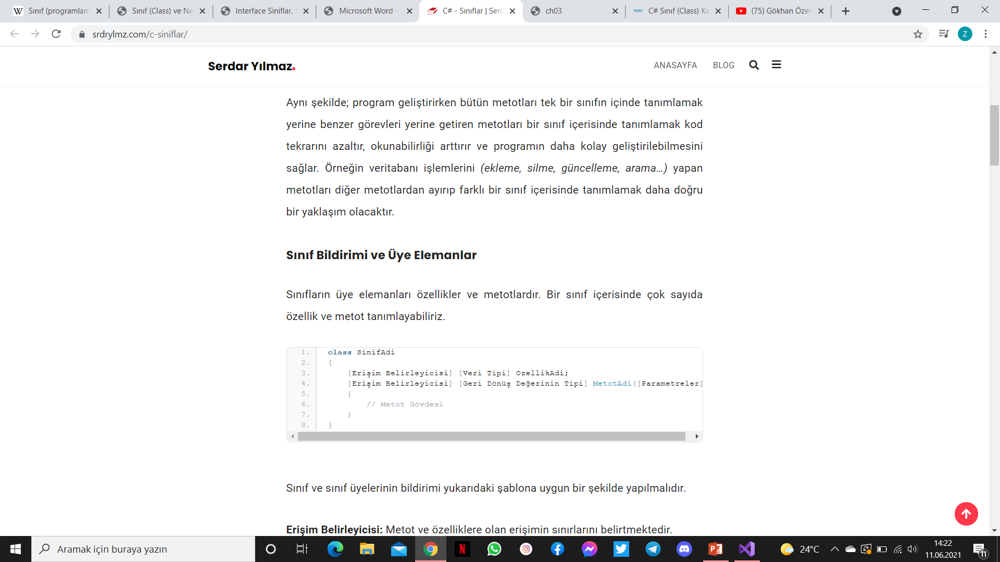 Sınıf (programlam
Sınıf (Class) ve Ne
Interface Siniflar, S
Microsoft Word -
C# - Sınıflar | Serd
ch03
C# Sınıf (Class) Ka
(75) Gökhan Özen
srdrylmz.com/c-siniflar/
Z
Serdar Yılmaz.
ANASAYFA
BLOG
Aynı şekilde; program geliştirirken bütün metotları tek bir sınıfın içinde tanımlamak
yerine benzer görevleri yerine getiren metotları bir sınıf içerisinde tanımlamak kod
tekrarını azaltır, okunabilirliği arttırır ve programın daha kolay geliştirilebilmesini
sağlar. Örneğin veritabanı işlemlerini (ekleme, silme, güncelleme, arama…) yapan
metotları diğer metotlardan ayırıp farklı bir sınıf içerisinde tanımlamak daha doğru
bir yaklaşım olacaktır.
Sınıf Bildirimi ve Üye Elemanlar
Sınıfların üye elemanları özellikler ve metotlardır. Bir sınıf içerisinde çok sayıda
özellik ve metot tanımlayabiliriz.
1. class SinifAdi
2. {
3. [Erişim Belirleyicisi] [Veri Tipi] OzellikAdi;
4. [Erişim Belirleyicisi] [Geri Dönüş Değerinin Tipi] MetotAdi([Parametreler]
5. {
6. // Metot Gövdesi
7. }
8. }
Sınıf ve sınıf üyelerinin bildirimi yukarıdaki şablona uygun bir şekilde yapılmalıdır.
Erişim Belirleyicisi: Metot ve özelliklere olan erişimin sınırlarını belirtmektedir.
Aramak için buraya yazın
24°C
14:22
11.06.2021
11